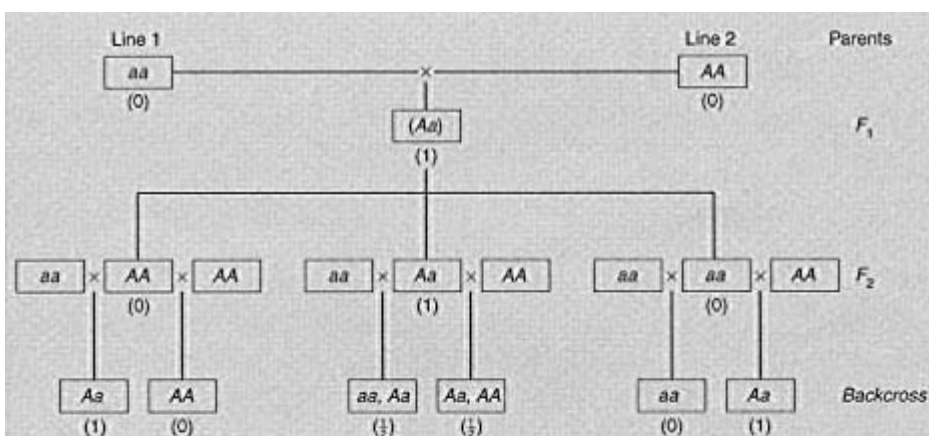 Line 1 Line 2 Parents
aa × AA
(0) (0)
(Aa) F₁
(1)
aa × AA × AA aa × Aa × AA aa × aa × AA F₂
(0) (1) (0)
Aa AA aa, Aa Aa, AA aa Aa Backcross
(1) (0) (½) (½) (0) (1)